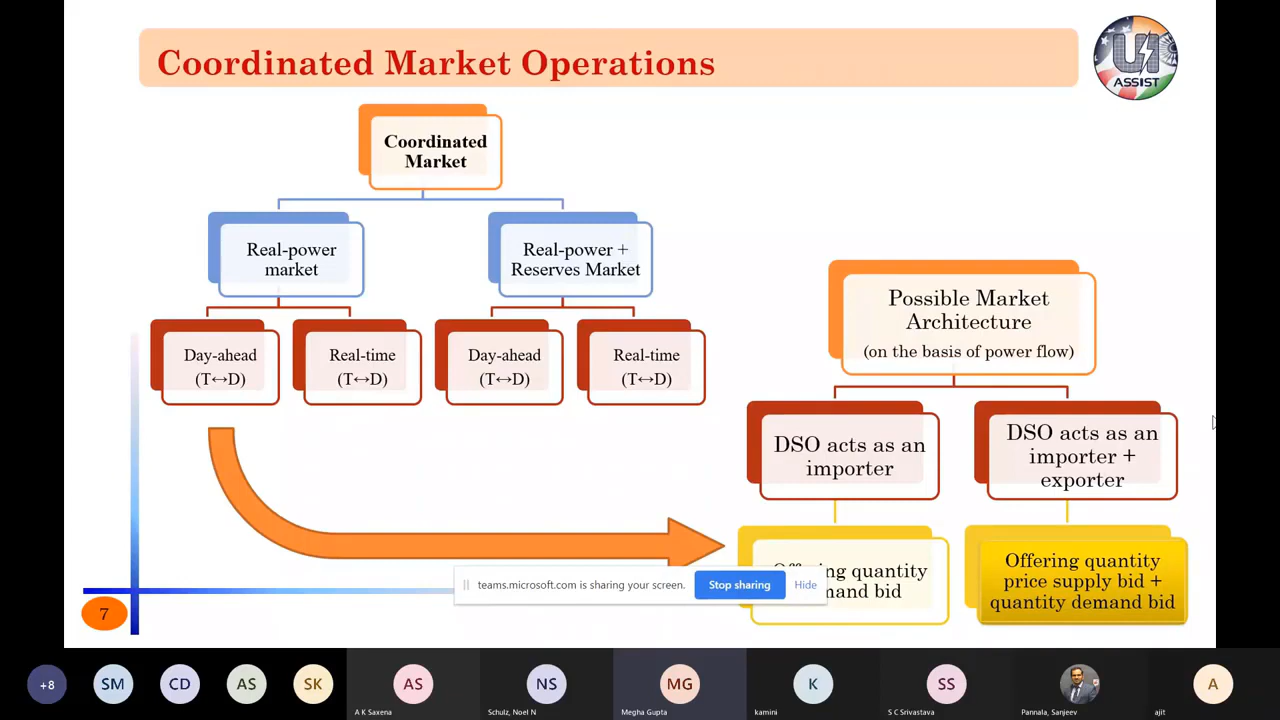 Coordinated Market Operations
UI
ASSIST
Coordinated
Market
Real-power
market
Real-power +
Reserves Market
Day-ahead
(T↔D)
Real-time
(T↔D)
Day-ahead
(T↔D)
Real-time
(T↔D)
Possible Market
Architecture
(on the basis of power flow)
DSO acts as an
importer
DSO acts as an
importer +
exporter
quantity
bid
Offering quantity
price supply bid +
quantity demand bid
teams.microsoft.com is sharing your screen.
Stop sharing
Hide
7
+8
SM
CD
AS
SK
AS
A K Saxena
NS
Schulz, Noel N
MG
Megha Gupta
K
kamini
SS
S C Srivastava
Pannala, Sanjeev
A
ajit